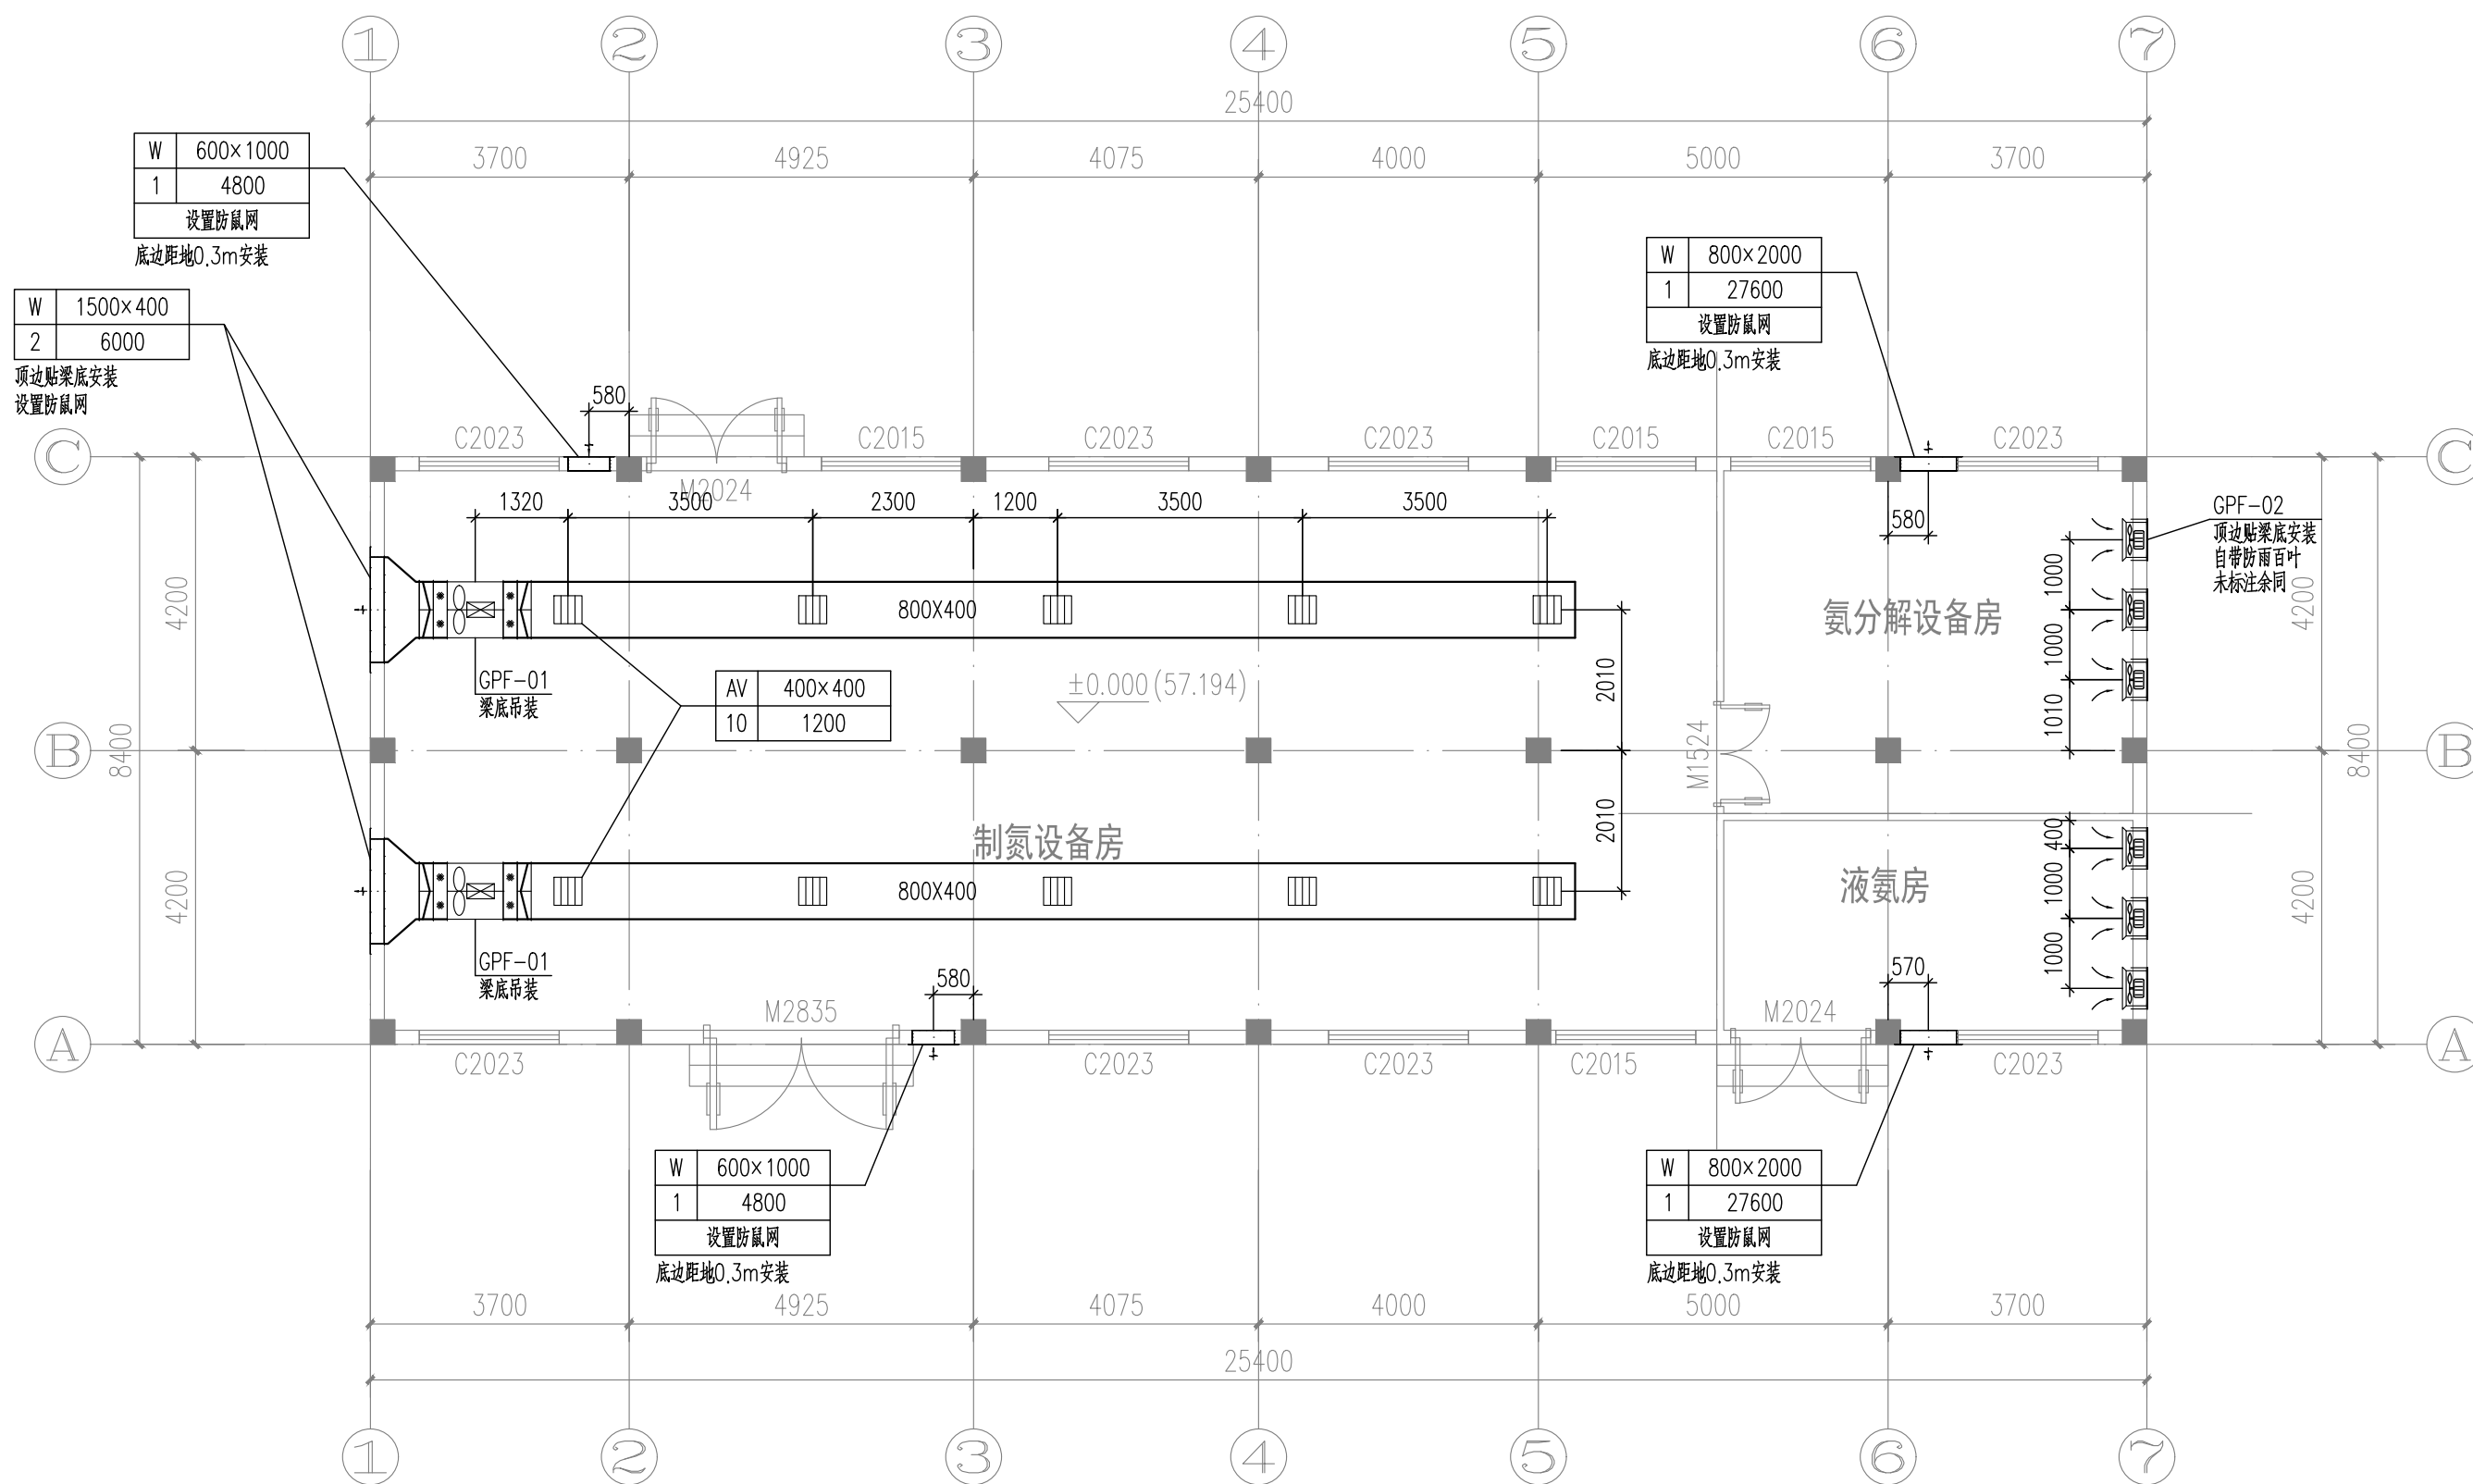 1 2 3 4 5 6 7
25400
3700 4925 4075 4000 5000 3700
W 600×1000
1 4800
设置防鼠网
底边距地0.3m安装
W 800×2000
1 27600
设置防鼠网
底边距地0.3m安装
W 1500×400
2 6000
顶边贴梁底安装
设置防鼠网
580
C C2023 C2015 C2023 C2023 C2015 C2015 C2023 C
M2024
1320 3500 2300 1200 3500 3500
580
GPF-02
顶边贴梁底安装
自带防雨百叶
未标注余同
4200
1000
4200
800X400
氨分解设备房
1000
GPF-01
梁底吊装
AV 400×400
10 1200
±0.000(57.194)
2010
1010
B 8400
M1524
8400 B
2010
制氮设备房
400
800X400
液氨房
1000
4200
4200
GPF-01
梁底吊装
580
570
1000
M2835
M2024
A A
C2023 C2023 C2023 C2015 C2023
W 600×1000
1 4800
设置防鼠网
底边距地0.3m安装
W 800×2000
1 27600
设置防鼠网
底边距地0.3m安装
3700 4925 4075 4000 5000 3700
25400
1 2 3 4 5 6 7